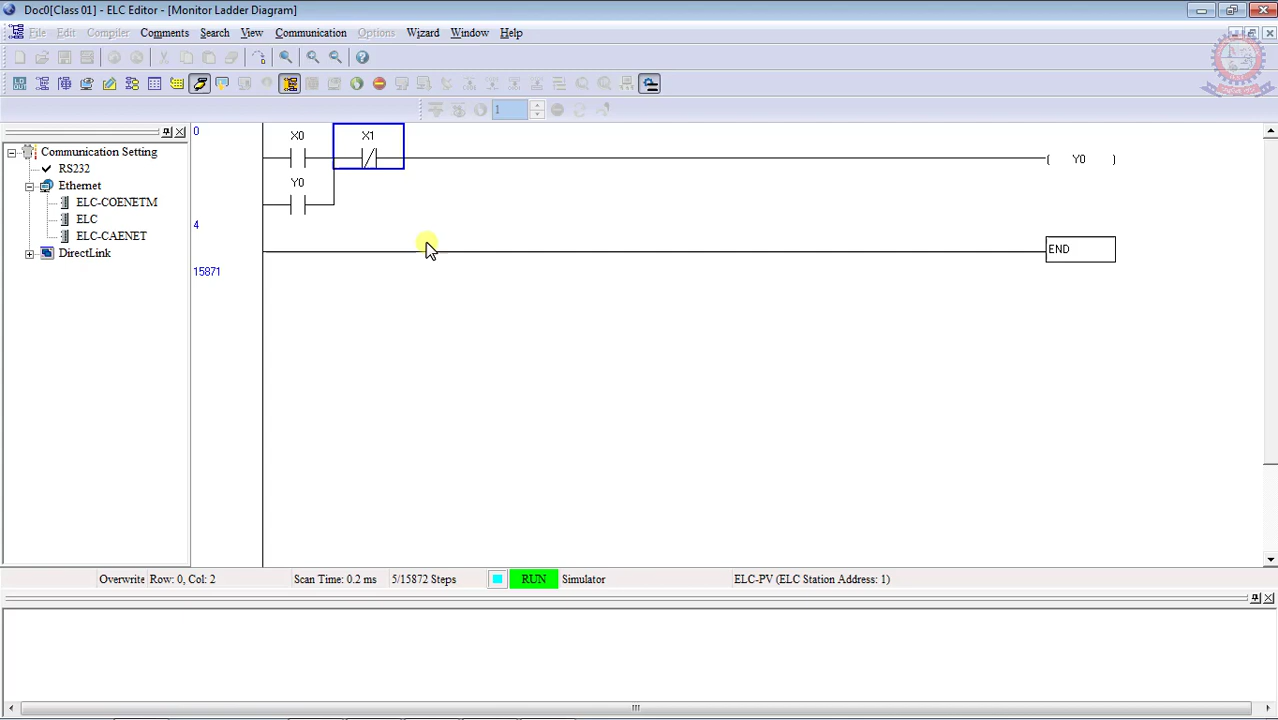 Doc0[Class 01] - ELC Editor - [Monitor Ladder Diagram]
File Edit Compiler Comments Search View Communication Options Wizard Window Help
1
Communication Setting
RS232
Ethernet
ELC-COENETM
ELC
ELC-CAENET
DirectLink
0
X0 X1
Y0
Y0
4
END
15871
Overwrite Row: 0, Col: 2 Scan Time: 0.2 ms 5/15872 Steps RUN Simulator ELC-PV (ELC Station Address: 1)